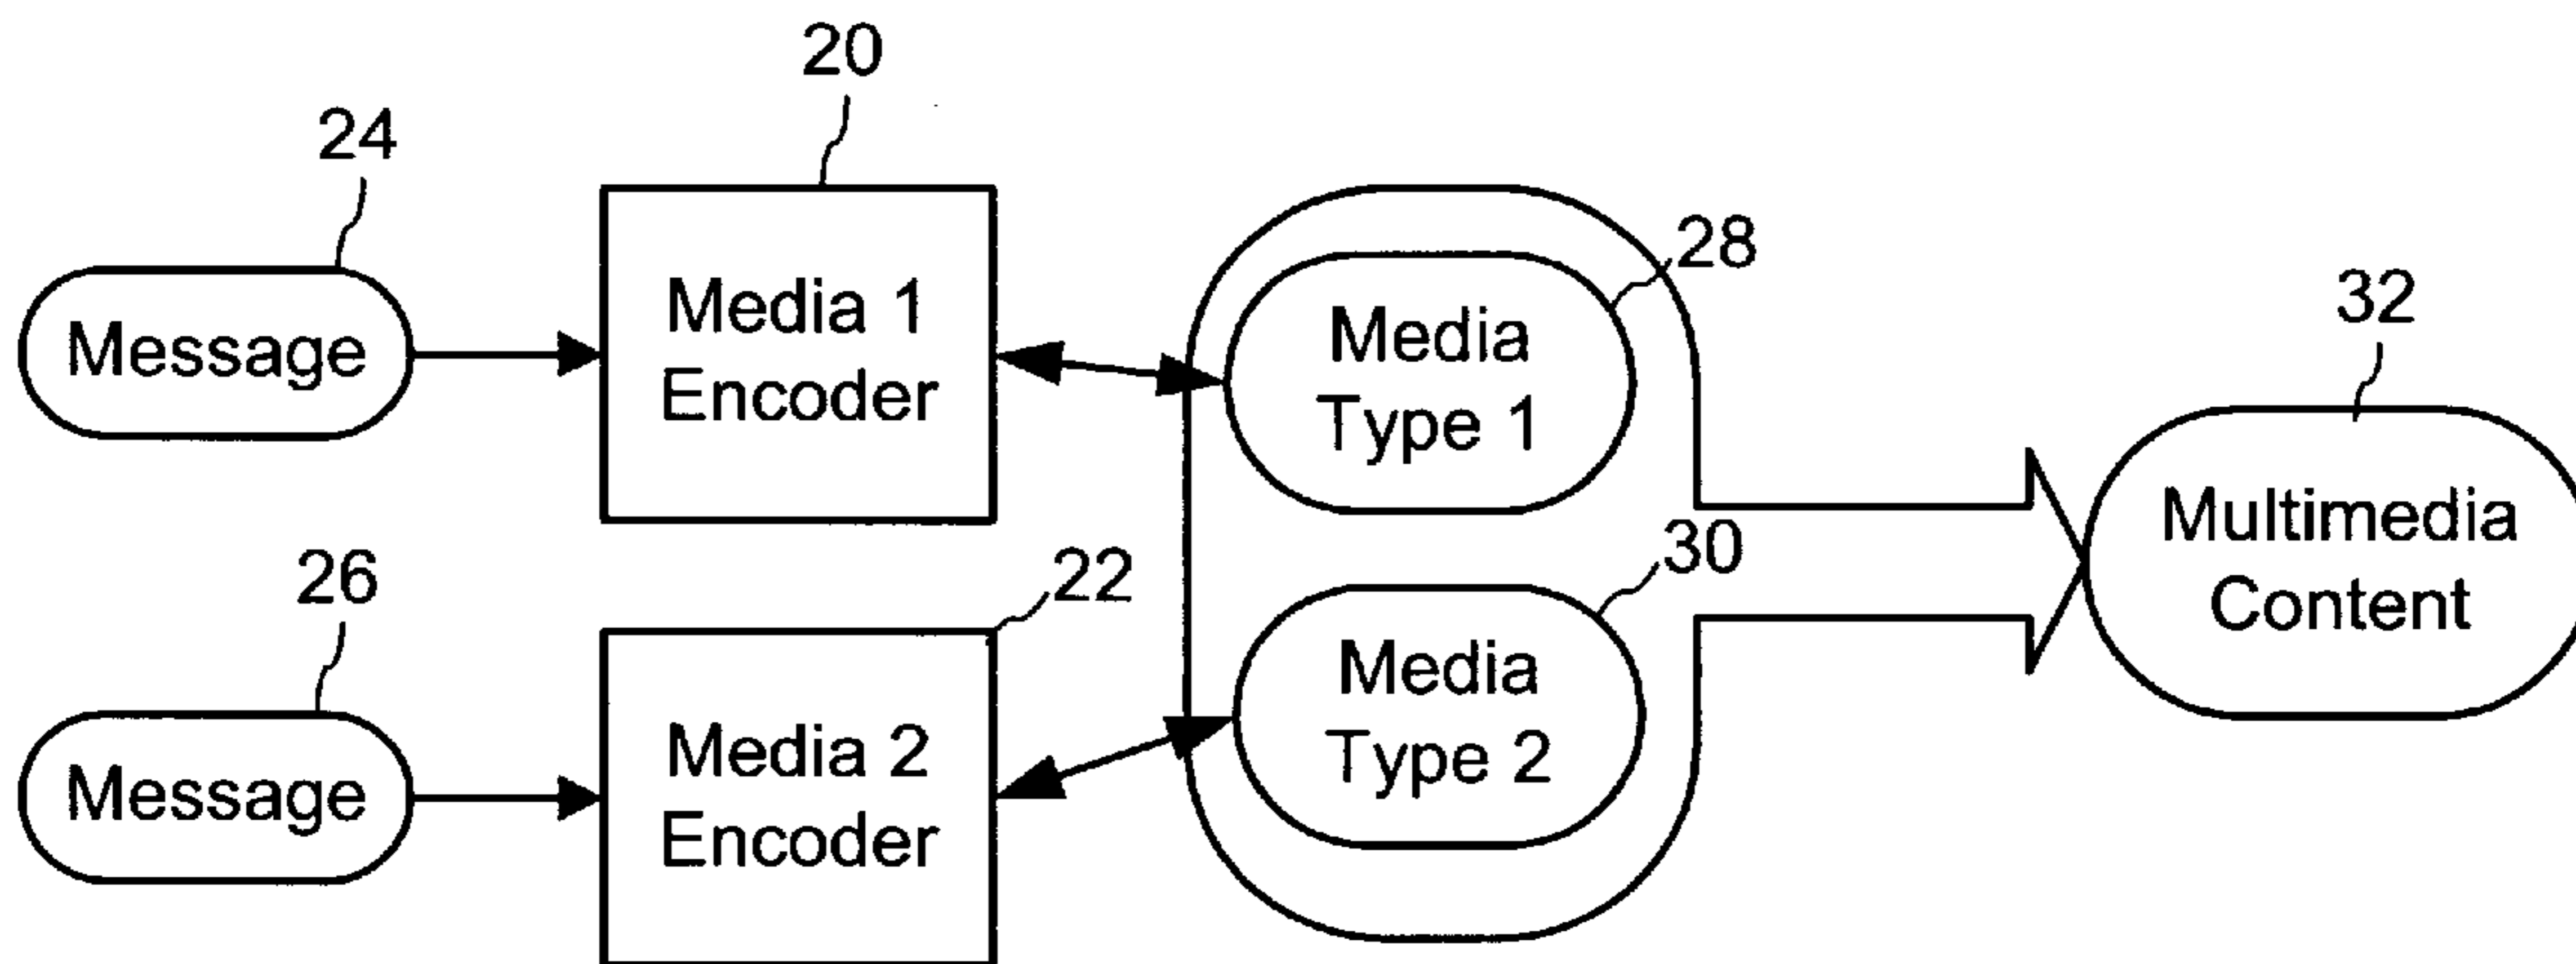 20
24
Message
Media 1
Encoder
28
Media
Type 1
32
Multimedia
Content
26
22
30
Message
Media 2
Encoder
Media
Type 2